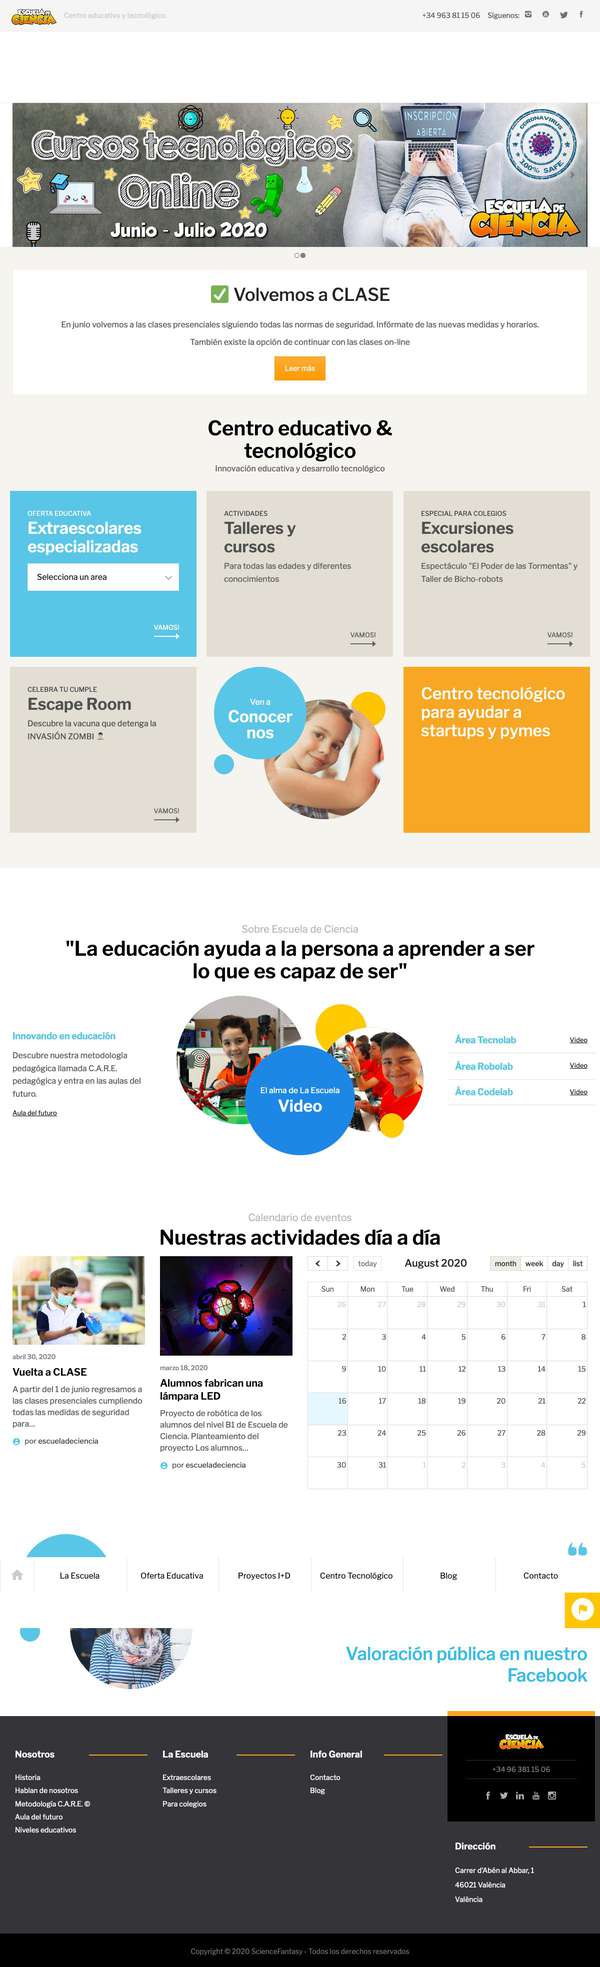 ESCUELA DE
CIENCIA
Centro educativo y tecnológico
+34 963 81 15 06
Síguenos:
Cursos tecnológicos
Online
Junio - Julio 2020
INSCRIPCIÓN
ABIERTA
CORONAVIRUS
100% SAFE
ESCUELA DE
CIENCIA
Volvemos a CLASE
En junio volvemos a las clases presenciales siguiendo todas las normas de seguridad. Infórmate de las nuevas medidas y horarios.
También existe la opción de continuar con las clases on-line
Leer más
Centro educativo &
tecnológico
Innovación educativa y desarrollo tecnológico
OFERTA EDUCATIVA
Extraescolares
especializadas
Selecciona un area
VAMOS!
ACTIVIDADES
Talleres y
cursos
Para todas las edades y diferentes
conocimientos
VAMOS!
ESPECIAL PARA COLEGIOS
Excursiones
escolares
Espectáculo "El Poder de las Tormentas" y
Taller de Bicho-robots
VAMOS!
CELEBRA TU CUMPLE
Escape Room
Descubre la vacuna que detenga la
INVASIÓN ZOMBI
VAMOS!
Ven a
Conocer
nos
Centro tecnológico
para ayudar a
startups y pymes
Sobre Escuela de Ciencia
"La educación ayuda a la persona a aprender a ser
lo que es capaz de ser"
Innovando en educación
Descubre nuestra metodología
pedagógica llamada C.A.R.E.
pedagógica y entra en las aulas del
futuro.
Aula del futuro
El alma de La Escuela
Video
Área Tecnolab Video
Área Robolab Video
Área Codelab Video
Calendario de eventos
Nuestras actividades día a día
abril 30, 2020
Vuelta a CLASE
A partir del 1 de junio regresamos a
las clases presenciales cumpliendo
todas las medidas de seguridad
para...
por escueladeciencia
marzo 18, 2020
Alumnos fabrican una
lámpara LED
Proyecto de robótica de los
alumnos del nivel B1 de Escuela de
Ciencia. Planteamiento del
proyecto Los alumnos...
por escueladeciencia
today August 2020 month week day list
Sun Mon Tue Wed Thu Fri Sat
26 27 28 29 30 31 1
2 3 4 5 6 7 8
9 10 11 12 13 14 15
16 17 18 19 20 21 22
23 24 25 26 27 28 29
30 31 1 2 3 4 5
La Escuela Oferta Educativa Proyectos I+D Centro Tecnológico Blog Contacto
Valoración pública en nuestro
Facebook
Nosotros
Historia
Hablan de nosotros
Metodología C.A.R.E. ©
Aula del futuro
Niveles educativos
La Escuela
Extraescolares
Talleres y cursos
Para colegios
Info General
Contacto
Blog
ESCUELA DE
CIENCIA
+34 96 381 15 06
Dirección
Carrer d'Abén al Abbar, 1
46021 València
València
Copyright © 2020 ScienceFantasy - Todos los derechos reservados